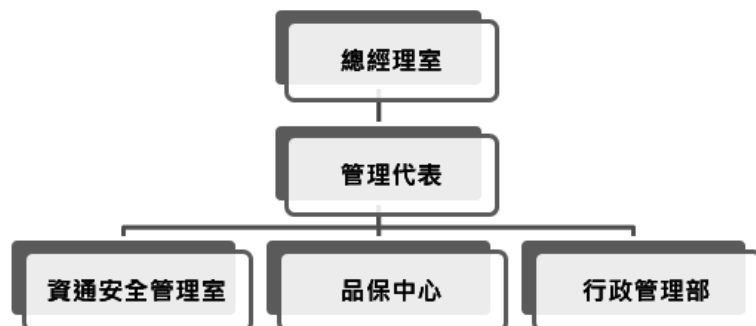 總經理室
管理代表
資通安全管理室
品保中心
行政管理部